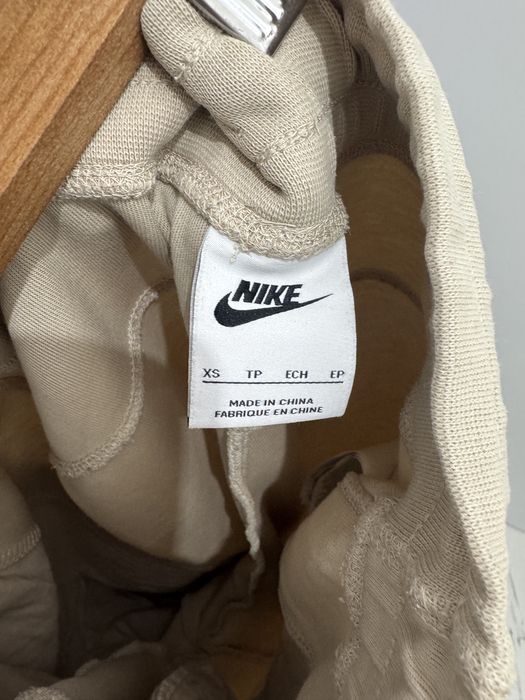 NIKE
XS TP ECH EP
MADE IN CHINA
FABRIQUE EN CHINE